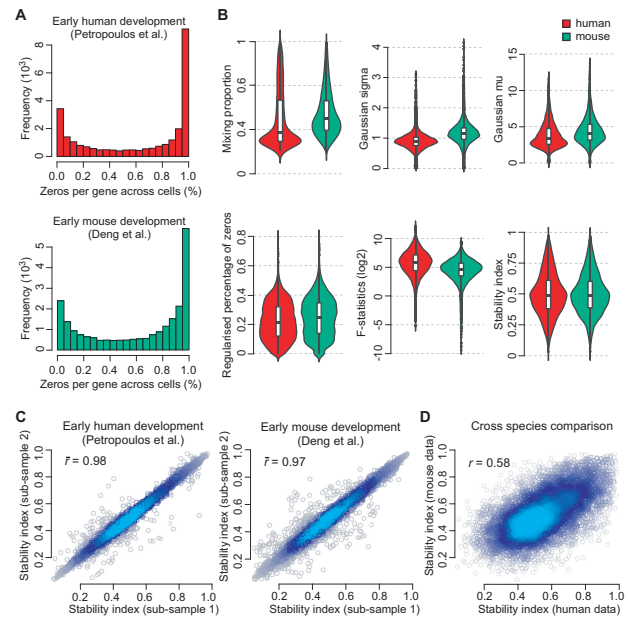 A
Early human development
(Petropoulos et al.)
Frequency (10³)
8
6
4
2
0
0.0 0.2 0.4 0.6 0.8 1.0
Zeros per gene across cells (%)
Early mouse development
(Deng et al.)
Frequency (10³)
5
4
3
2
1
0
0.0 0.2 0.4 0.6 0.8 1.0
Zeros per gene across cells (%)
B
human
mouse
Mixing proportion
1
0.8
0.4
0
Gaussian sigma
4
3
2
1
0
Gaussian mu
15
10
5
0
Regularised percentage of zeros
0.8
0.6
0.4
0.2
0
F-statistics (log2)
10
5
0
-5
-10
Stability index
1
0.75
0.5
0.25
0
C
Early human development
(Petropoulos et al.)
r̄ = 0.98
Stability index (sub-sample 2)
1.0
0.8
0.6
0.4
0.2
0.2 0.4 0.6 0.8 1.0
Stability index (sub-sample 1)
Early mouse development
(Deng et al.)
r̄ = 0.97
Stability index (sub-sample 2)
1.0
0.8
0.6
0.4
0.2
0.2 0.4 0.6 0.8 1.0
Stability index (sub-sample 1)
D
Cross species comparison
r = 0.58
Stability index (mouse data)
1.0
0.8
0.6
0.4
0.2
0.2 0.4 0.6 0.8 1.0
Stability index (human data)